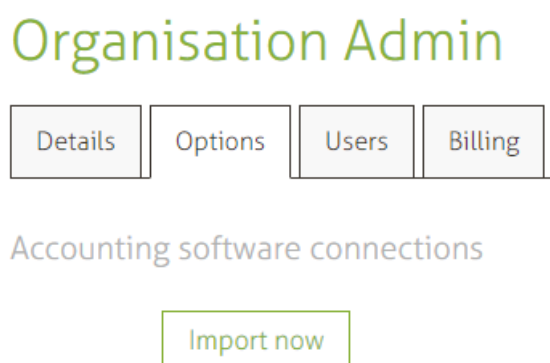 Organisation Admin
Details Options Users Billing
Accounting software connections
Import now